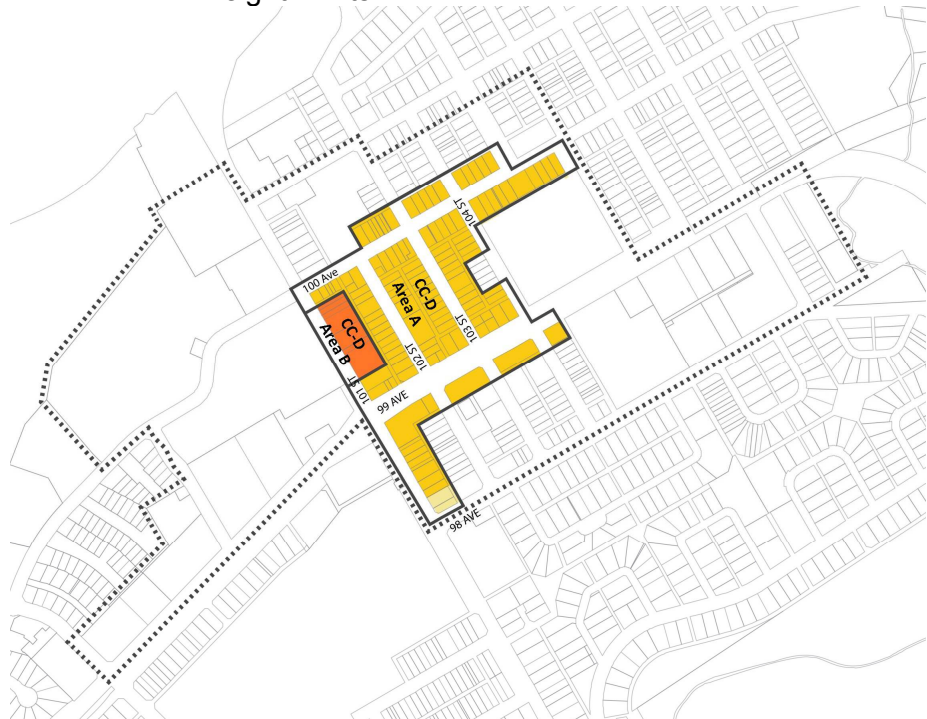 104 ST
100 Ave
CC-D
Area A
CC-D
Area B
103 ST
102 ST
101 ST
99 AVE
98 AVE